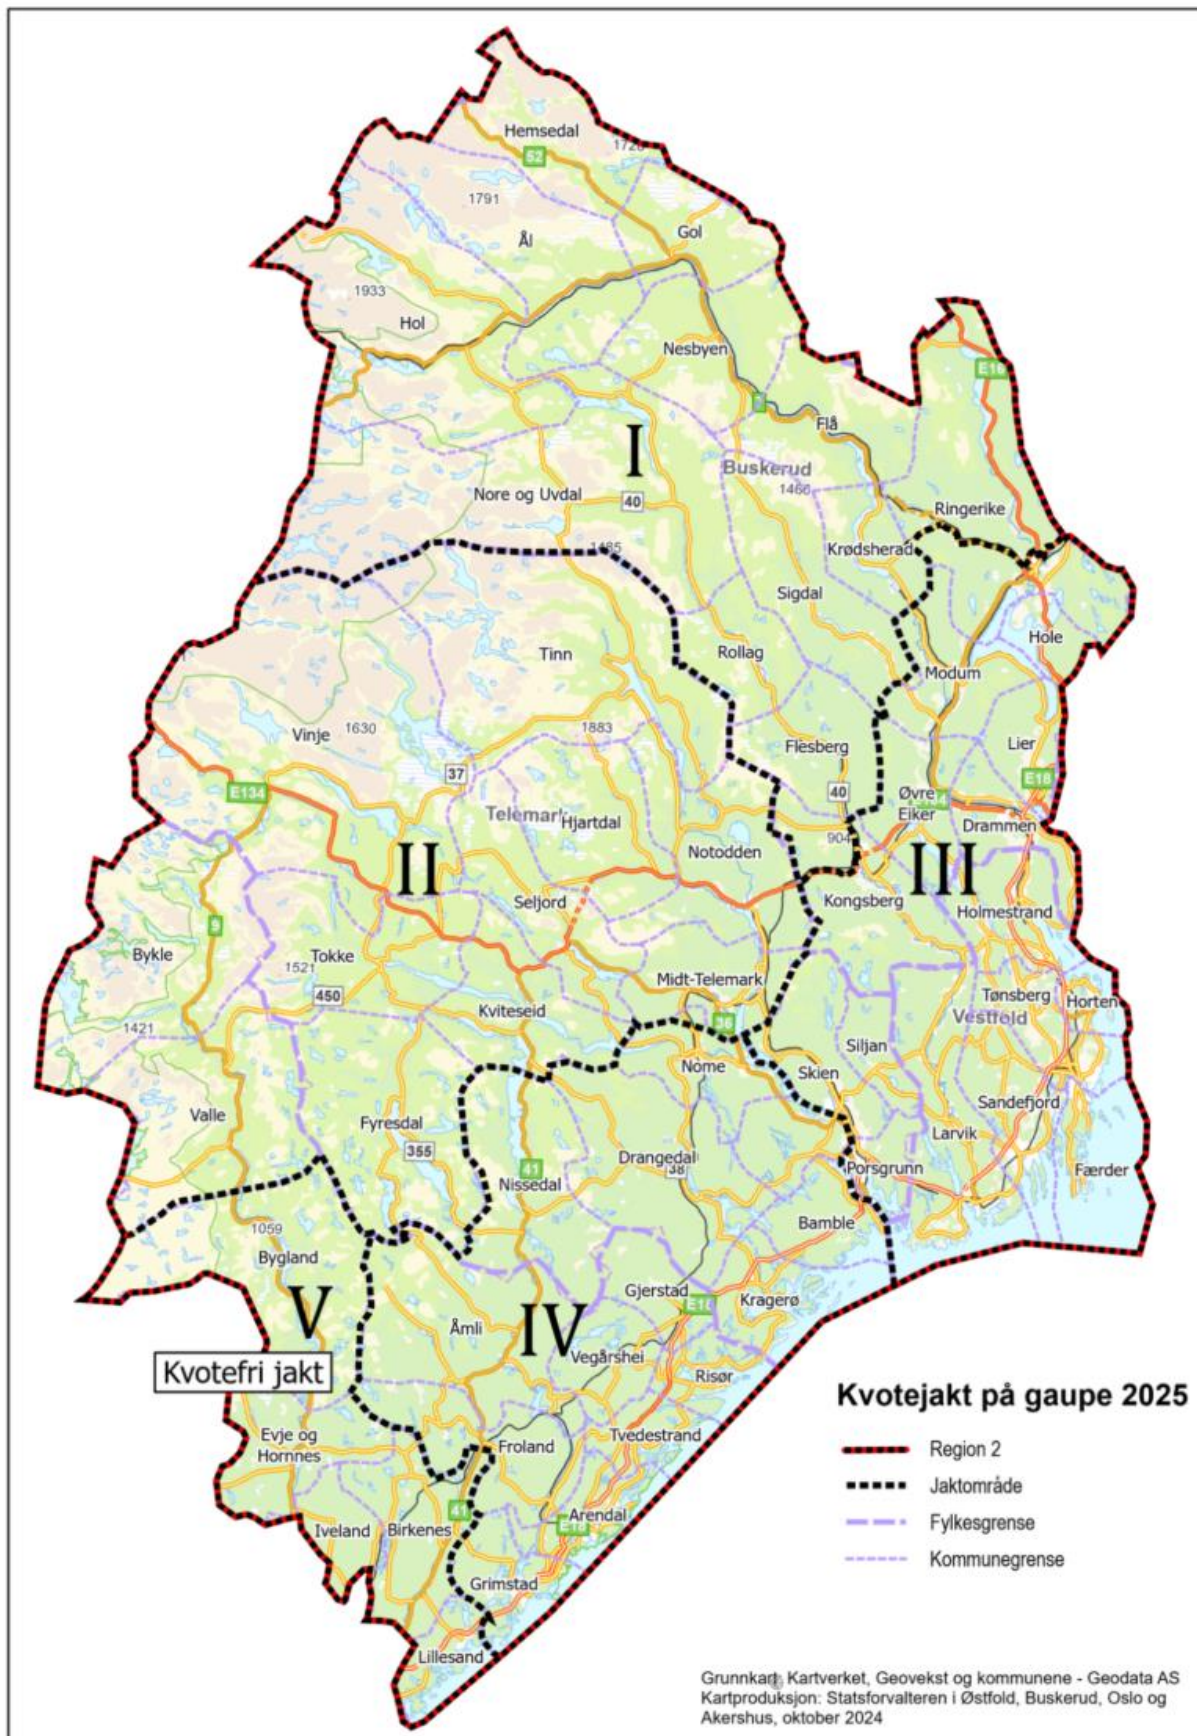 Hemsedal
52
1791
Ål
Gol
1933
Hol
Nesbyen
E16
Flå
I
Buskerud
1466
Nore og Uvdal
40
Ringerike
1485
Krødsherad
Sigdal
Hole
Tinn
Rollag
Modum
Vinje
1630
1883
Lier
37
Flesberg
E134
40
E18
Telemark
Hjartdal
Øvre
Eiker
Drammen
904
II
Notodden
III
Seljord
Kongsberg
Holmestrand
9
Bykle
Tokke
1521
Midt-Telemark
450
Kviteseid
Tønsberg
Horten
Vestfold
1421
36
Siljan
Nome
Skien
Valle
Sandefjord
Fyresdal
355
Larvik
41
Drangedal
38
Nissedal
Porsgrunn
Færder
Bamble
1059
Bygland
V
Gjerstad
E18
Kragerø
IV
Åmli
Vegårshei
Kvotefri jakt
Risør
Kvotejakt på gaupe 2025
Evje og
Hornnes
Froland
Tvedestrand
Region 2
Jaktområde
41
Arendal
E18
Iveland
Birkenes
Fylkesgrense
Kommunegrense
Grimstad
Lillesand
Grunnkart: Kartverket, Geovekst og kommunene - Geodata AS
Kartproduksjon: Statsforvalteren i Østfold, Buskerud, Oslo og
Akershus, oktober 2024